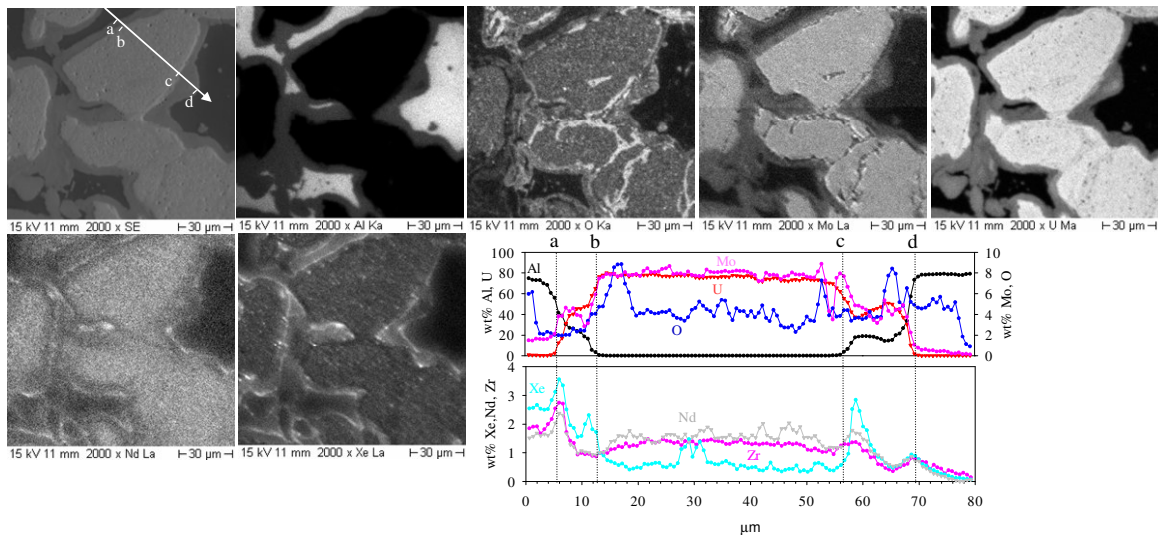 a
b
c
d
15 kV 11 mm 2000 x SE 30 µm
15 kV 11 mm 2000 x Al Ka 30 µm
15 kV 11 mm 2000 x O Ka 30 µm
15 kV 11 mm 2000 x Mo La 30 µm
15 kV 11 mm 2000 x U Ma 30 µm
15 kV 11 mm 2000 x Nd La 30 µm
15 kV 11 mm 2000 x Xe La 30 µm
a b c d
100 10
80 8
60 6
40 4
20 2
0 0
wt% Al, U
wt% Mo, O
Al
Mo
U
O
4
3
2
1
0
wt% Xe,Nd, Zr
Xe
Nd
Zr
0 10 20 30 40 50 60 70 80
µm